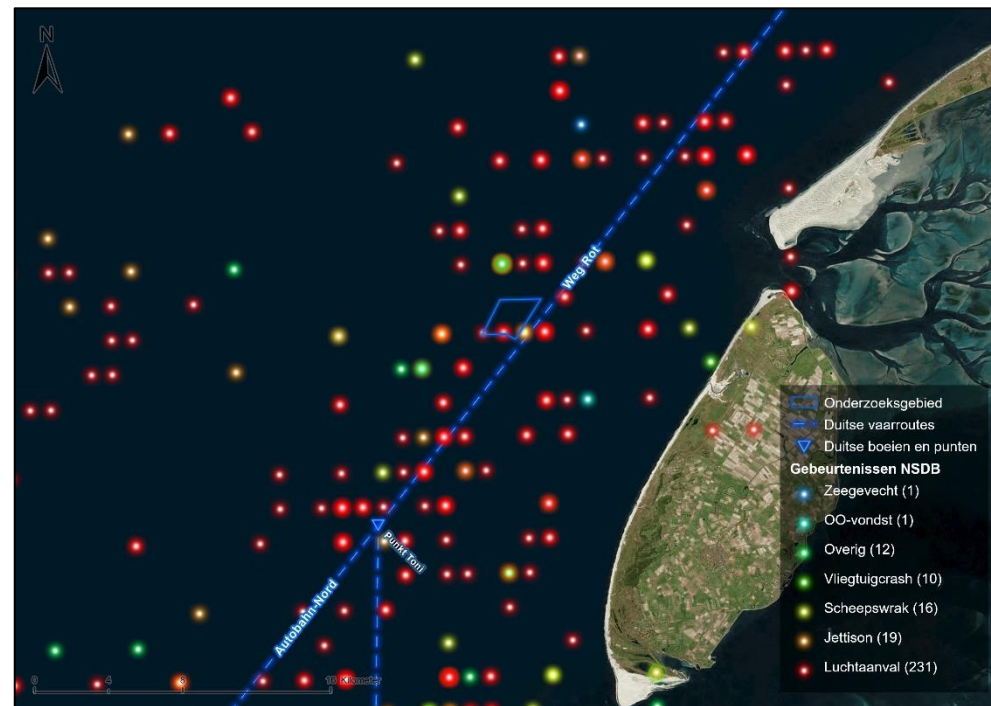 N
Weg Rot
Onderzoeksgebied
Duitse vaarroutes
Duitse boeien en punten
Gebeurtenissen NSDB
Zeegevecht (1)
OO-vondst (1)
Overig (12)
Vliegtuigcrash (10)
Scheepswrak (16)
Jettison (19)
Luchtaanval (231)
Punkt Toni
Autobahn-Nord
0 4 8 16 Kilometer